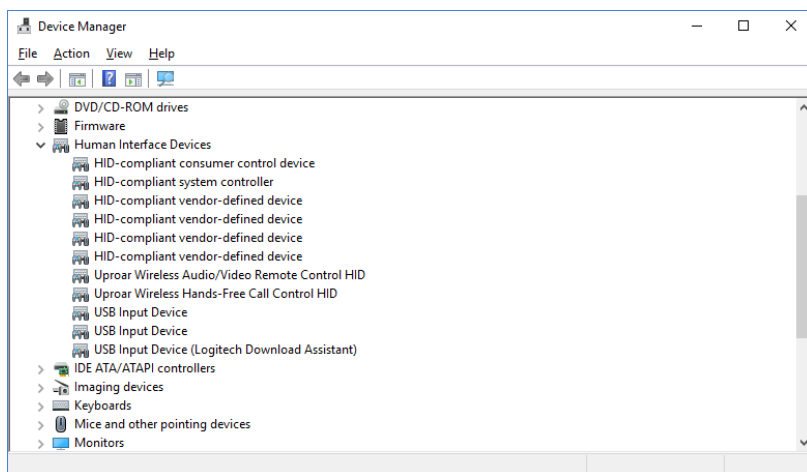 Device Manager
File Action View Help
DVD/CD-ROM drives
Firmware
Human Interface Devices
HID-compliant consumer control device
HID-compliant system controller
HID-compliant vendor-defined device
HID-compliant vendor-defined device
HID-compliant vendor-defined device
HID-compliant vendor-defined device
Uproar Wireless Audio/Video Remote Control HID
Uproar Wireless Hands-Free Call Control HID
USB Input Device
USB Input Device
USB Input Device (Logitech Download Assistant)
IDE ATA/ATAPI controllers
Imaging devices
Keyboards
Mice and other pointing devices
Monitors